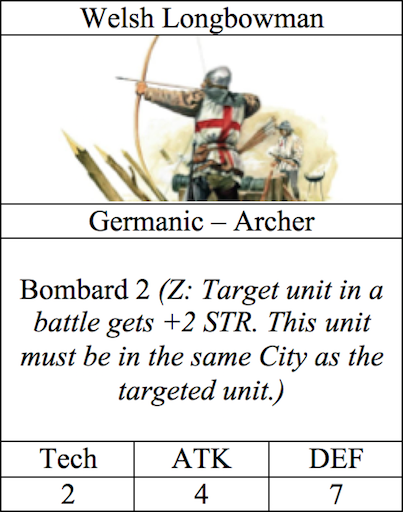 Welsh Longbowman
Germanic – Archer
Bombard 2 (Z: Target unit in a
battle gets +2 STR. This unit
must be in the same City as the
targeted unit.)
Tech ATK DEF
2 4 7